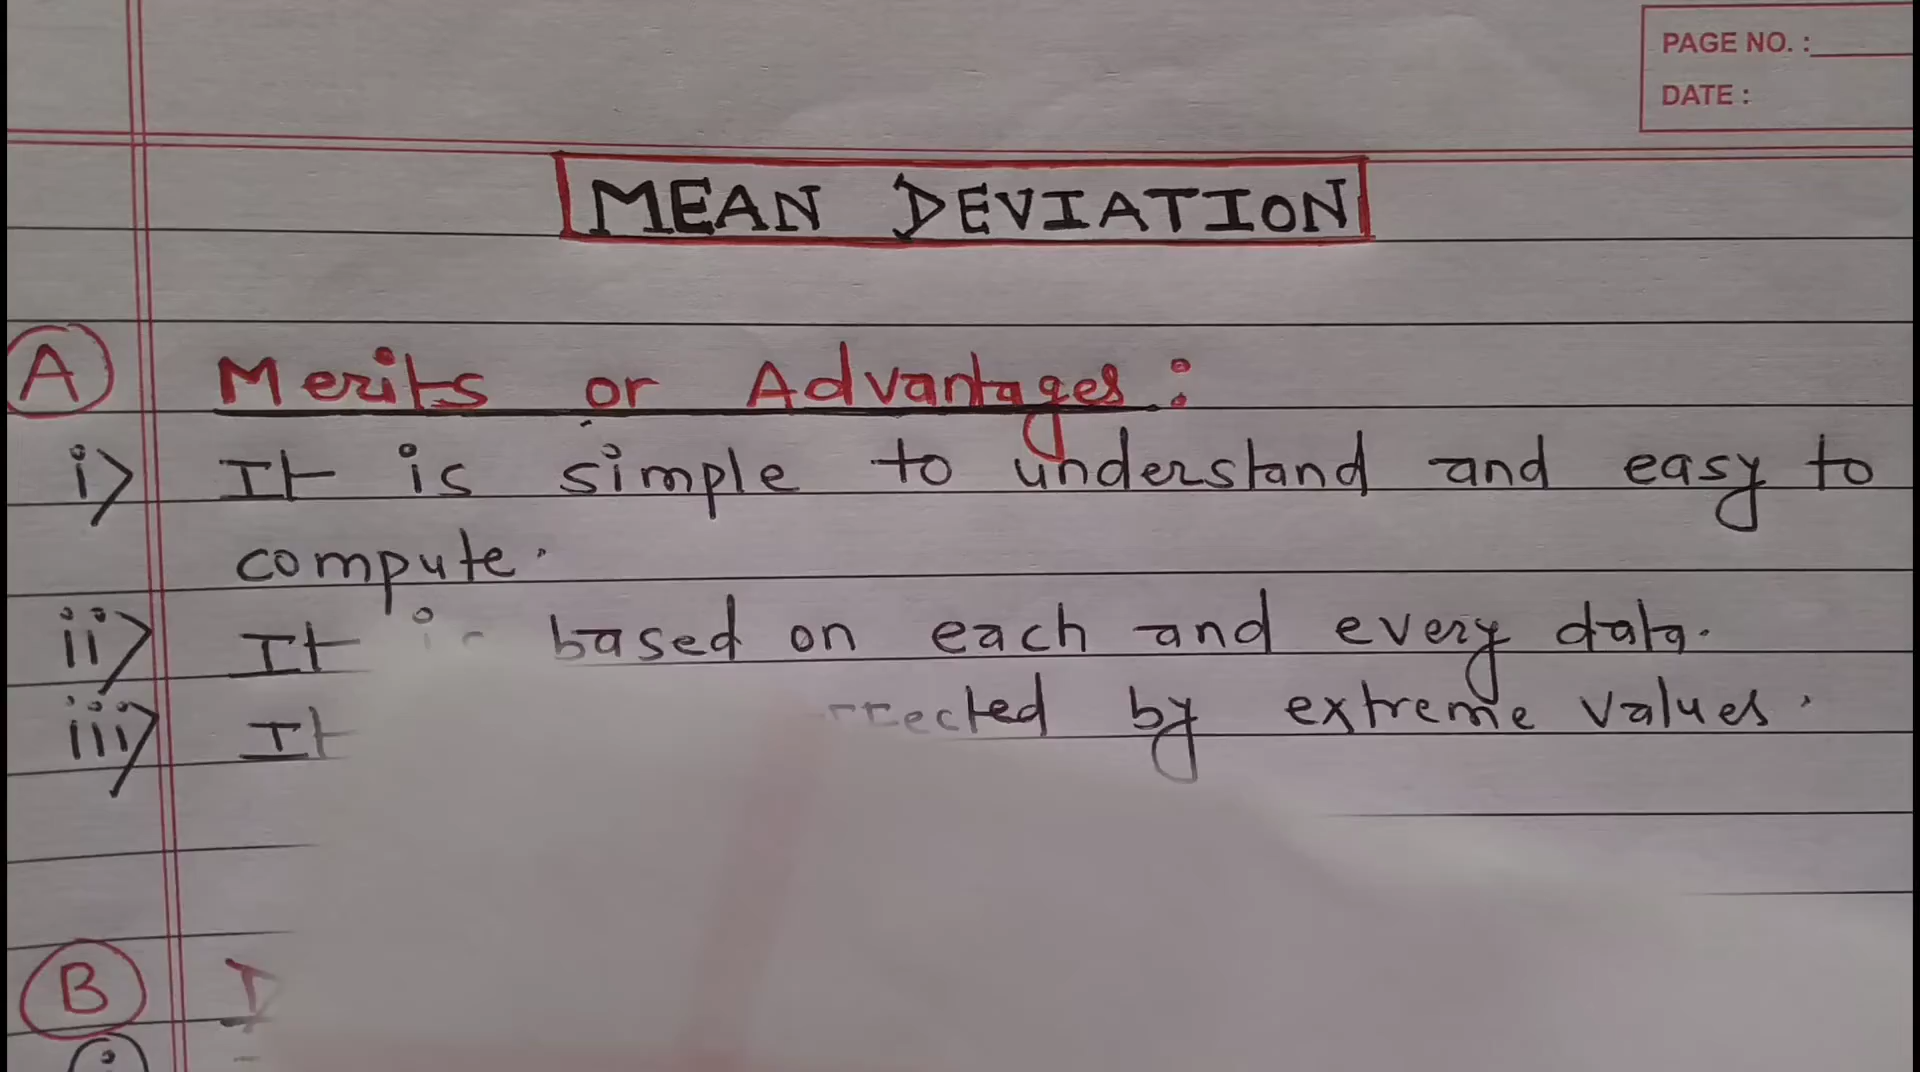 PAGE NO. :
DATE :
MEAN DEVIATION
A Merits or Advantages :
i) It is simple to understand and easy to
compute.
ii) It is based on each and every data.
iii) It by extreme values.
B